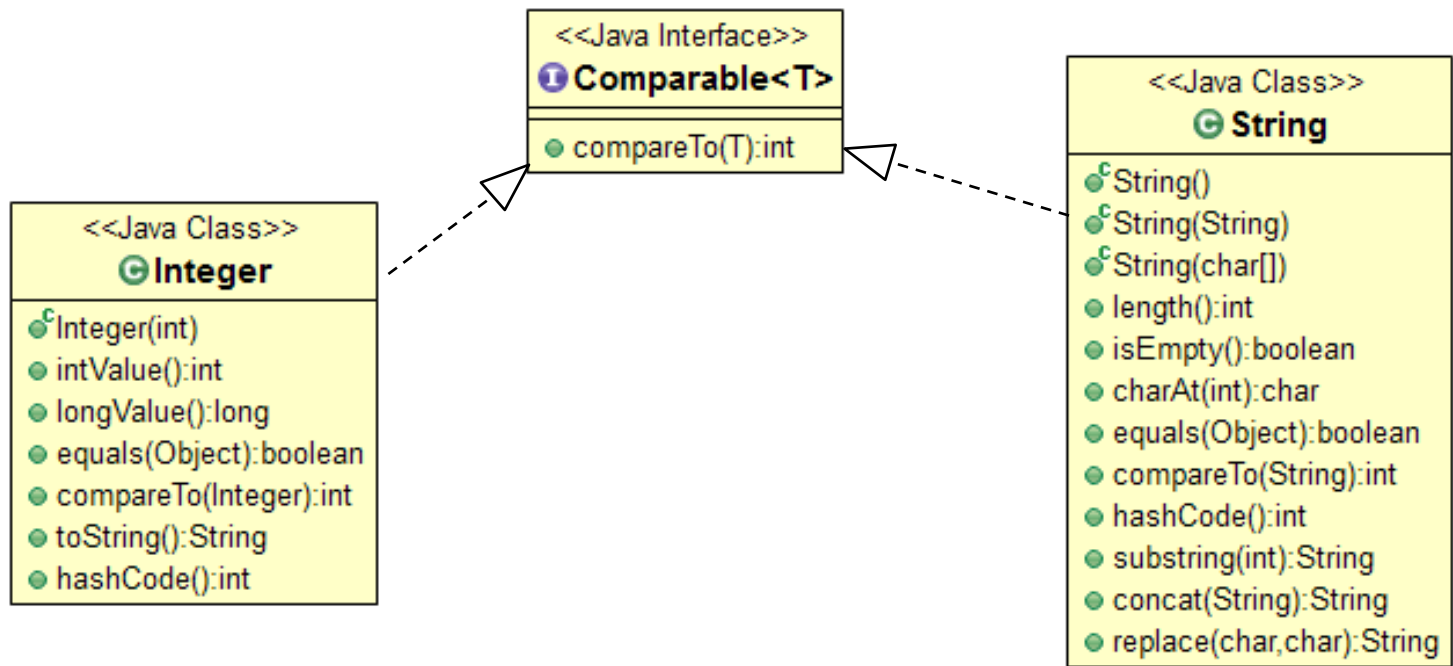 <<Java Interface>>
I Comparable<T>
compareTo(T):int
<<Java Class>>
C Integer
c Integer(int)
intValue():int
longValue():long
equals(Object):boolean
compareTo(Integer):int
toString():String
hashCode():int
<<Java Class>>
C String
c String()
c String(String)
c String(char[])
length():int
isEmpty():boolean
charAt(int):char
equals(Object):boolean
compareTo(String):int
hashCode():int
substring(int):String
concat(String):String
replace(char,char):String